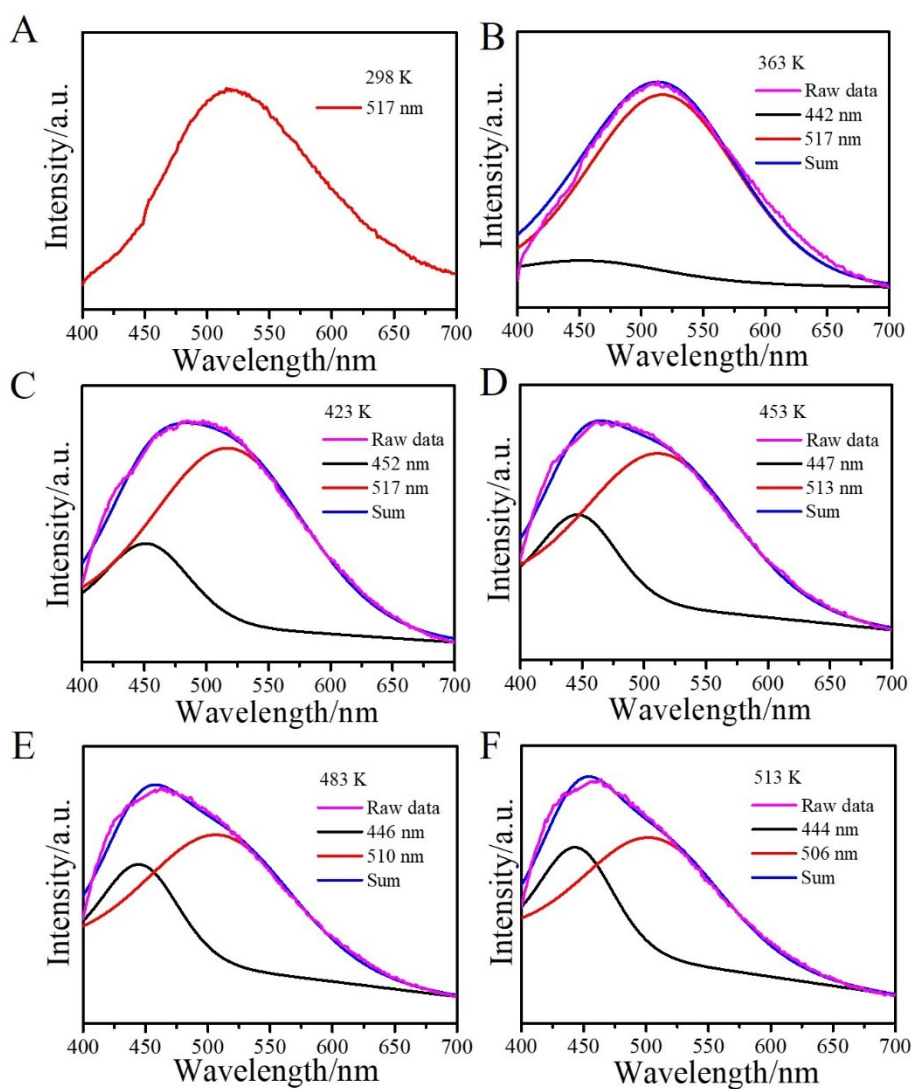 A
298 K
517 nm
Intensity/a.u.
400 450 500 550 600 650 700
Wavelength/nm
B
363 K
Raw data
442 nm
517 nm
Sum
Intensity/a.u.
400 450 500 550 600 650 700
Wavelength/nm
C
423 K
Raw data
452 nm
517 nm
Sum
Intensity/a.u.
400 450 500 550 600 650 700
Wavelength/nm
D
453 K
Raw data
447 nm
513 nm
Sum
Intensity/a.u.
400 450 500 550 600 650 700
Wavelength/nm
E
483 K
Raw data
446 nm
510 nm
Sum
Intensity/a.u.
400 450 500 550 600 650 700
Wavelength/nm
F
513 K
Raw data
444 nm
506 nm
Sum
Intensity/a.u.
400 450 500 550 600 650 700
Wavelength/nm